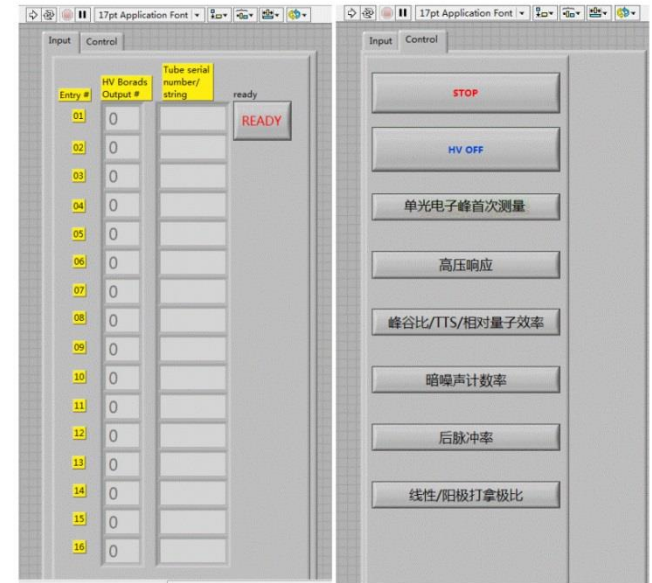 17pt Application Font
Input Control
Entry #
HV Borads
Output #
Tube serial
number/
string
ready
READY
01 0
02 0
03 0
04 0
05 0
06 0
07 0
08 0
09 0
10 0
11 0
12 0
13 0
14 0
15 0
16 0
17pt Application Font
Input Control
STOP
HV OFF
单光电子峰首次测量
高压响应
峰谷比/TTS/相对量子效率
暗噪声计数率
后脉冲率
线性/阳极打拿极比